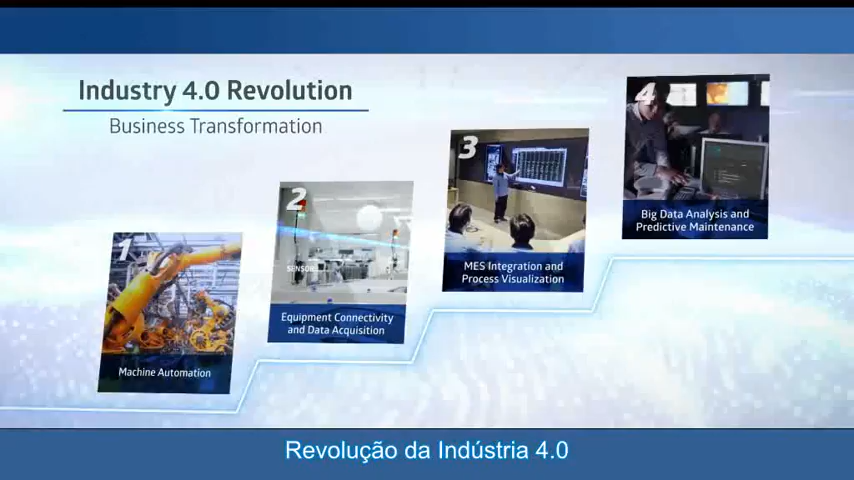 Industry 4.0 Revolution
Business Transformation
1
Machine Automation
2
SENSOR
Equipment Connectivity
and Data Acquisition
3
MES Integration and
Process Visualization
4
Big Data Analysis and
Predictive Maintenance
Revolução da Indústria 4.0